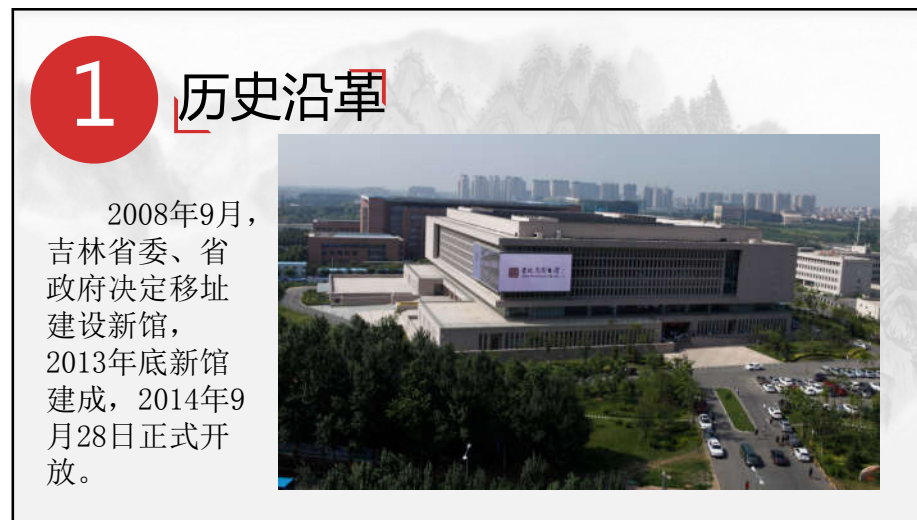 1
历史沿革
2008年9月，
吉林省委、省
政府决定移址
建设新馆，
2013年底新馆
建成，2014年9
月28日正式开
放。